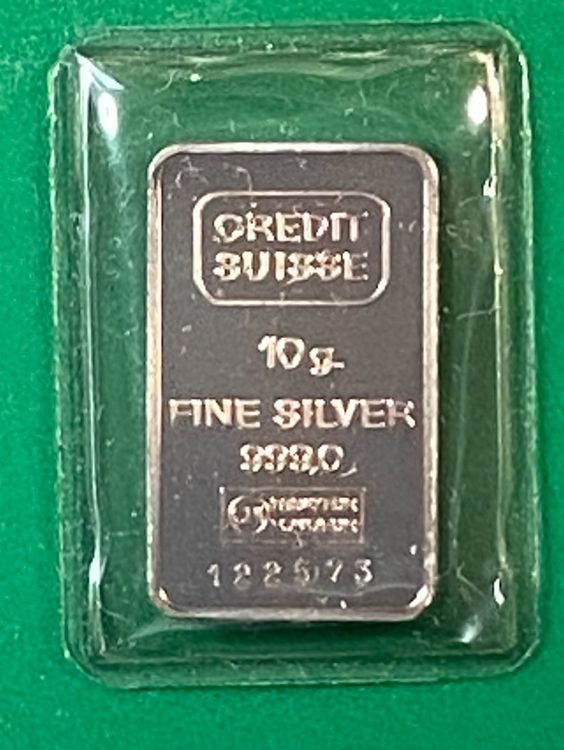 CREDIT
SUISSE
10 g.
FINE SILVER
999,0
122573